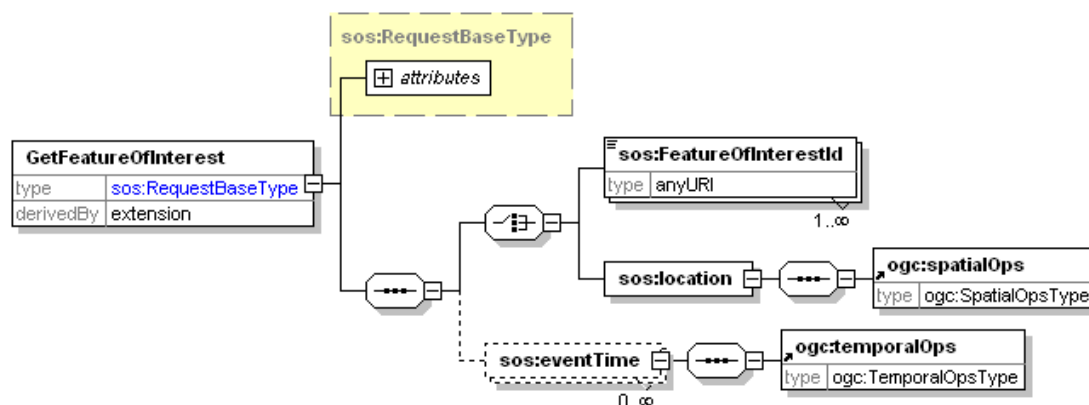 sos:RequestBaseType
attributes
GetFeatureOfInterest
type sos:RequestBaseType
derivedBy extension
sos:FeatureOfInterestId
type anyURI
1..∞
sos:location
ogc:spatialOps
type ogc:SpatialOpsType
sos:eventTime
0..∞
ogc:temporalOps
type ogc:TemporalOpsType